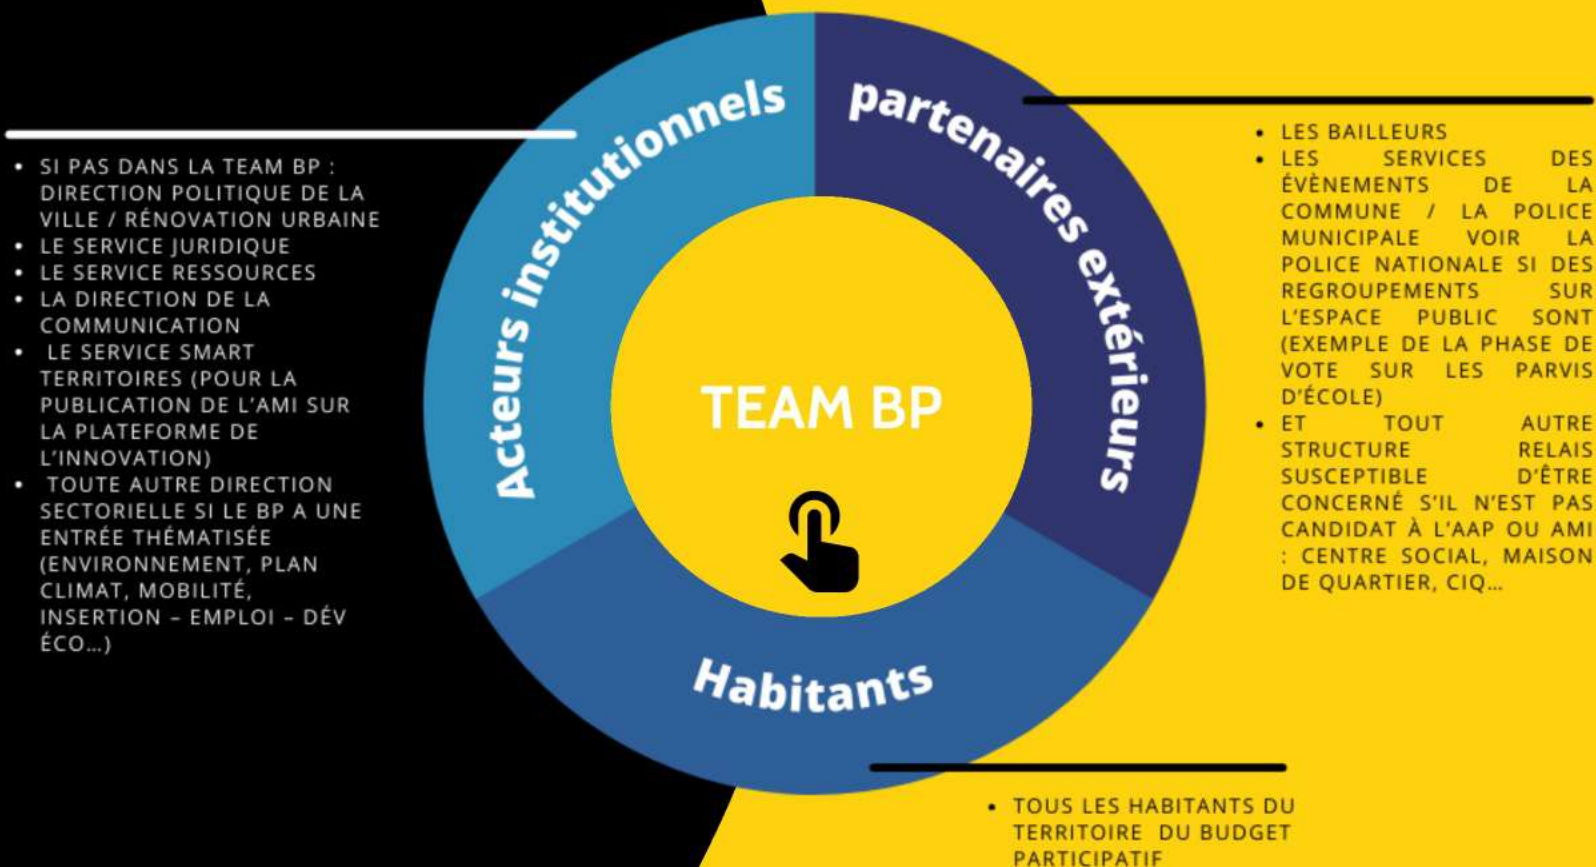 Acteurs institutionnels
• SI PAS DANS LA TEAM BP :
DIRECTION POLITIQUE DE LA
VILLE / RÉNOVATION URBAINE
• LE SERVICE JURIDIQUE
• LE SERVICE RESSOURCES
• LA DIRECTION DE LA
COMMUNICATION
• LE SERVICE SMART
TERRITOIRES (POUR LA
PUBLICATION DE L'AMI SUR
LA PLATEFORME DE
L'INNOVATION)
• TOUTE AUTRE DIRECTION
SECTORIELLE SI LE BP A UNE
ENTRÉE THÉMATISÉE
(ENVIRONNEMENT, PLAN
CLIMAT, MOBILITÉ,
INSERTION – EMPLOI – DÉV
ÉCO...)
TEAM BP
partenaires extérieurs
• LES BAILLEURS
• LES SERVICES DES
ÉVÈNEMENTS DE LA
COMMUNE / LA POLICE
MUNICIPALE VOIR LA
POLICE NATIONALE SI DES
REGROUPEMENTS SUR
L'ESPACE PUBLIC SONT
(EXEMPLE DE LA PHASE DE
VOTE SUR LES PARVIS
D'ÉCOLE)
• ET TOUT AUTRE
STRUCTURE RELAIS
SUSCEPTIBLE D'ÊTRE
CONCERNÉ S'IL N'EST PAS
CANDIDAT À L'AAP OU AMI
: CENTRE SOCIAL, MAISON
DE QUARTIER, CIQ...
Habitants
• TOUS LES HABITANTS DU
TERRITOIRE DU BUDGET
PARTICIPATIF